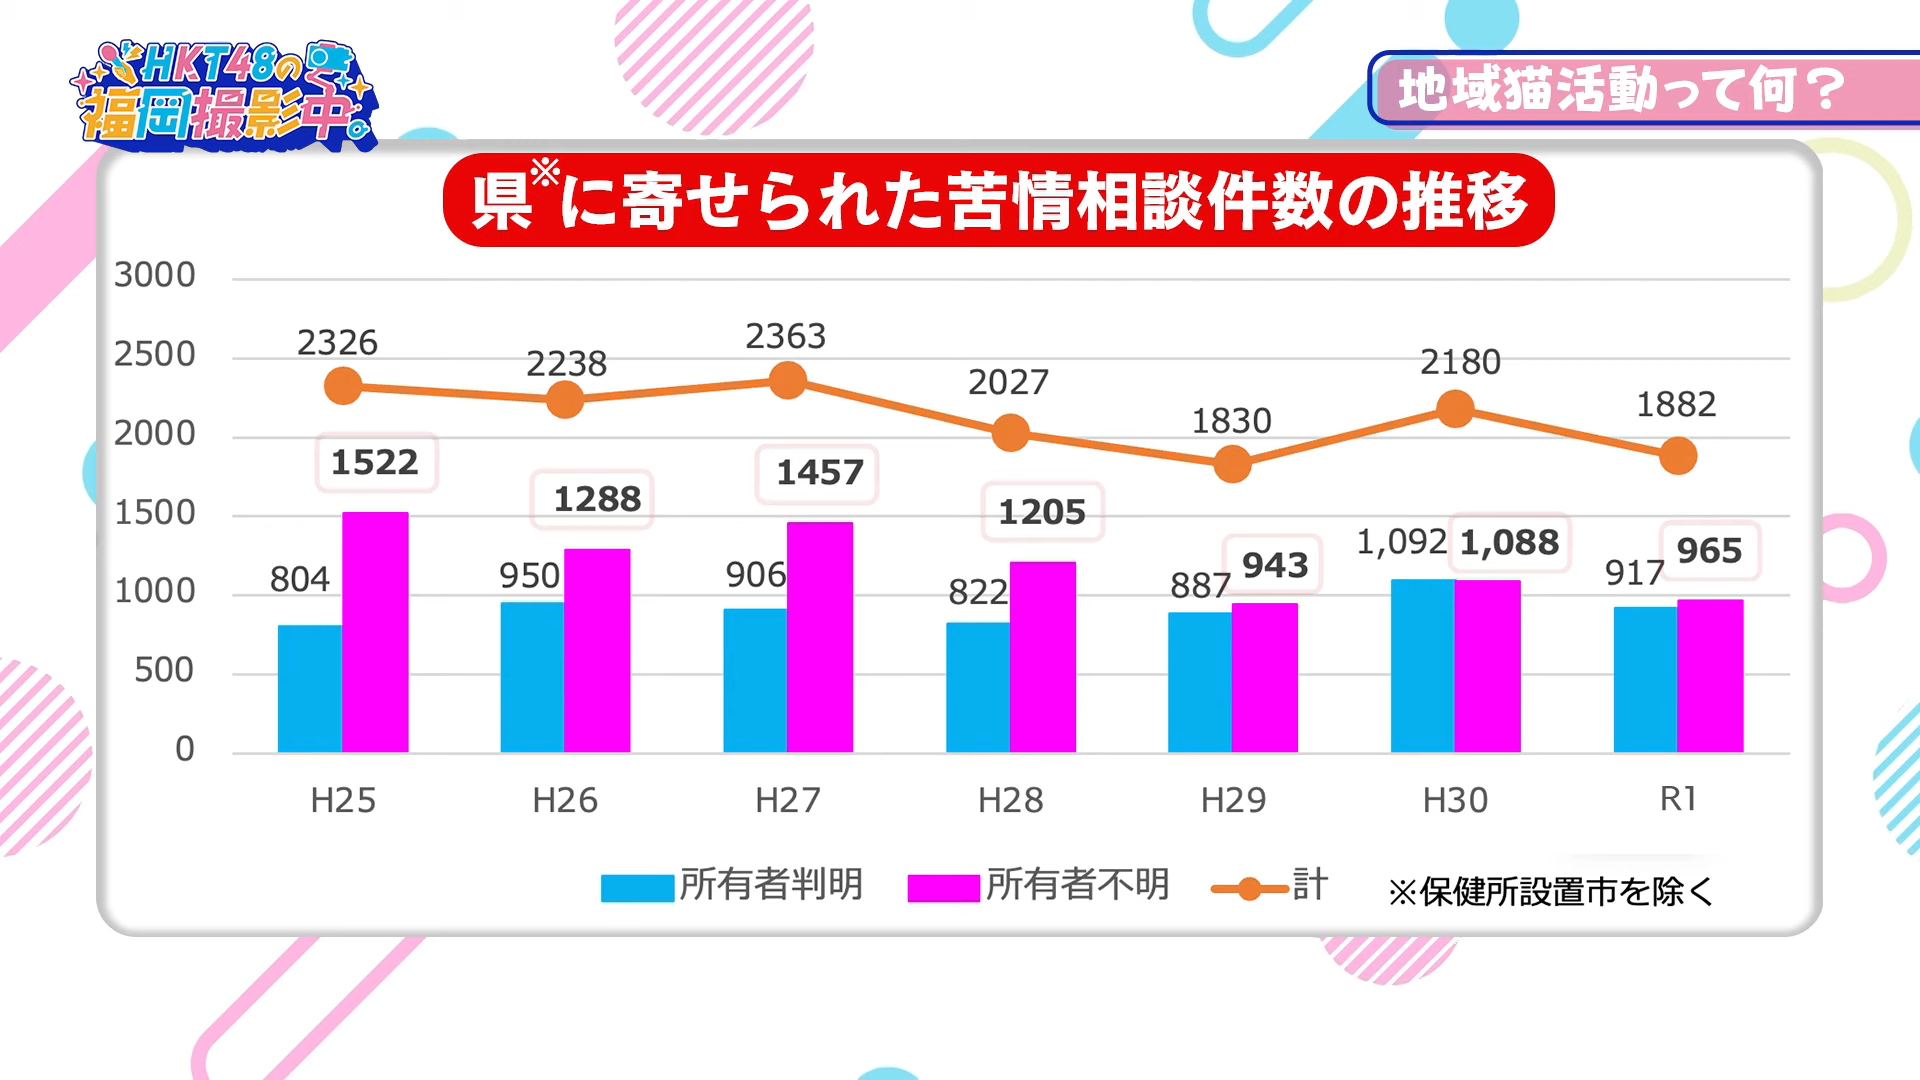 HKT48の
福岡撮影中。
地域猫活動って何？
県※に寄せられた苦情相談件数の推移
3000
2500
2000
1500
1000
500
0
2326
2238
2363
2027
1830
2180
1882
1522
1288
1457
1205
943
1,088
965
804
950
906
822
887
1,092
917
H25
H26
H27
H28
H29
H30
R1
所有者判明
所有者不明
計
※保健所設置市を除く